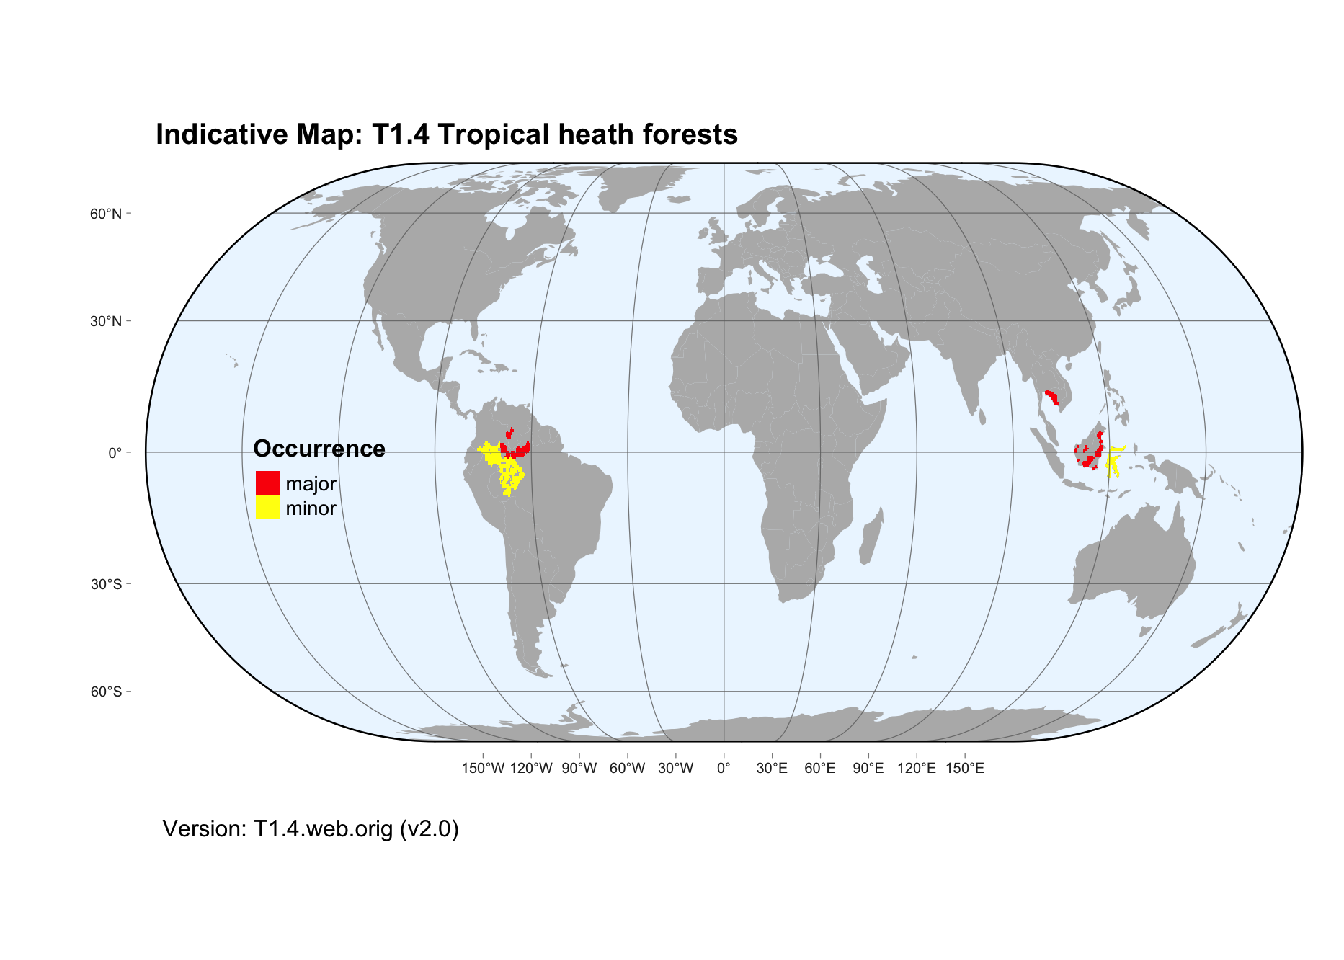 Indicative Map: T1.4 Tropical heath forests
60°N
30°N
0°
30°S
60°S
Occurrence
major
minor
150°W 120°W 90°W 60°W 30°W 0° 30°E 60°E 90°E 120°E 150°E
Version: T1.4.web.orig (v2.0)